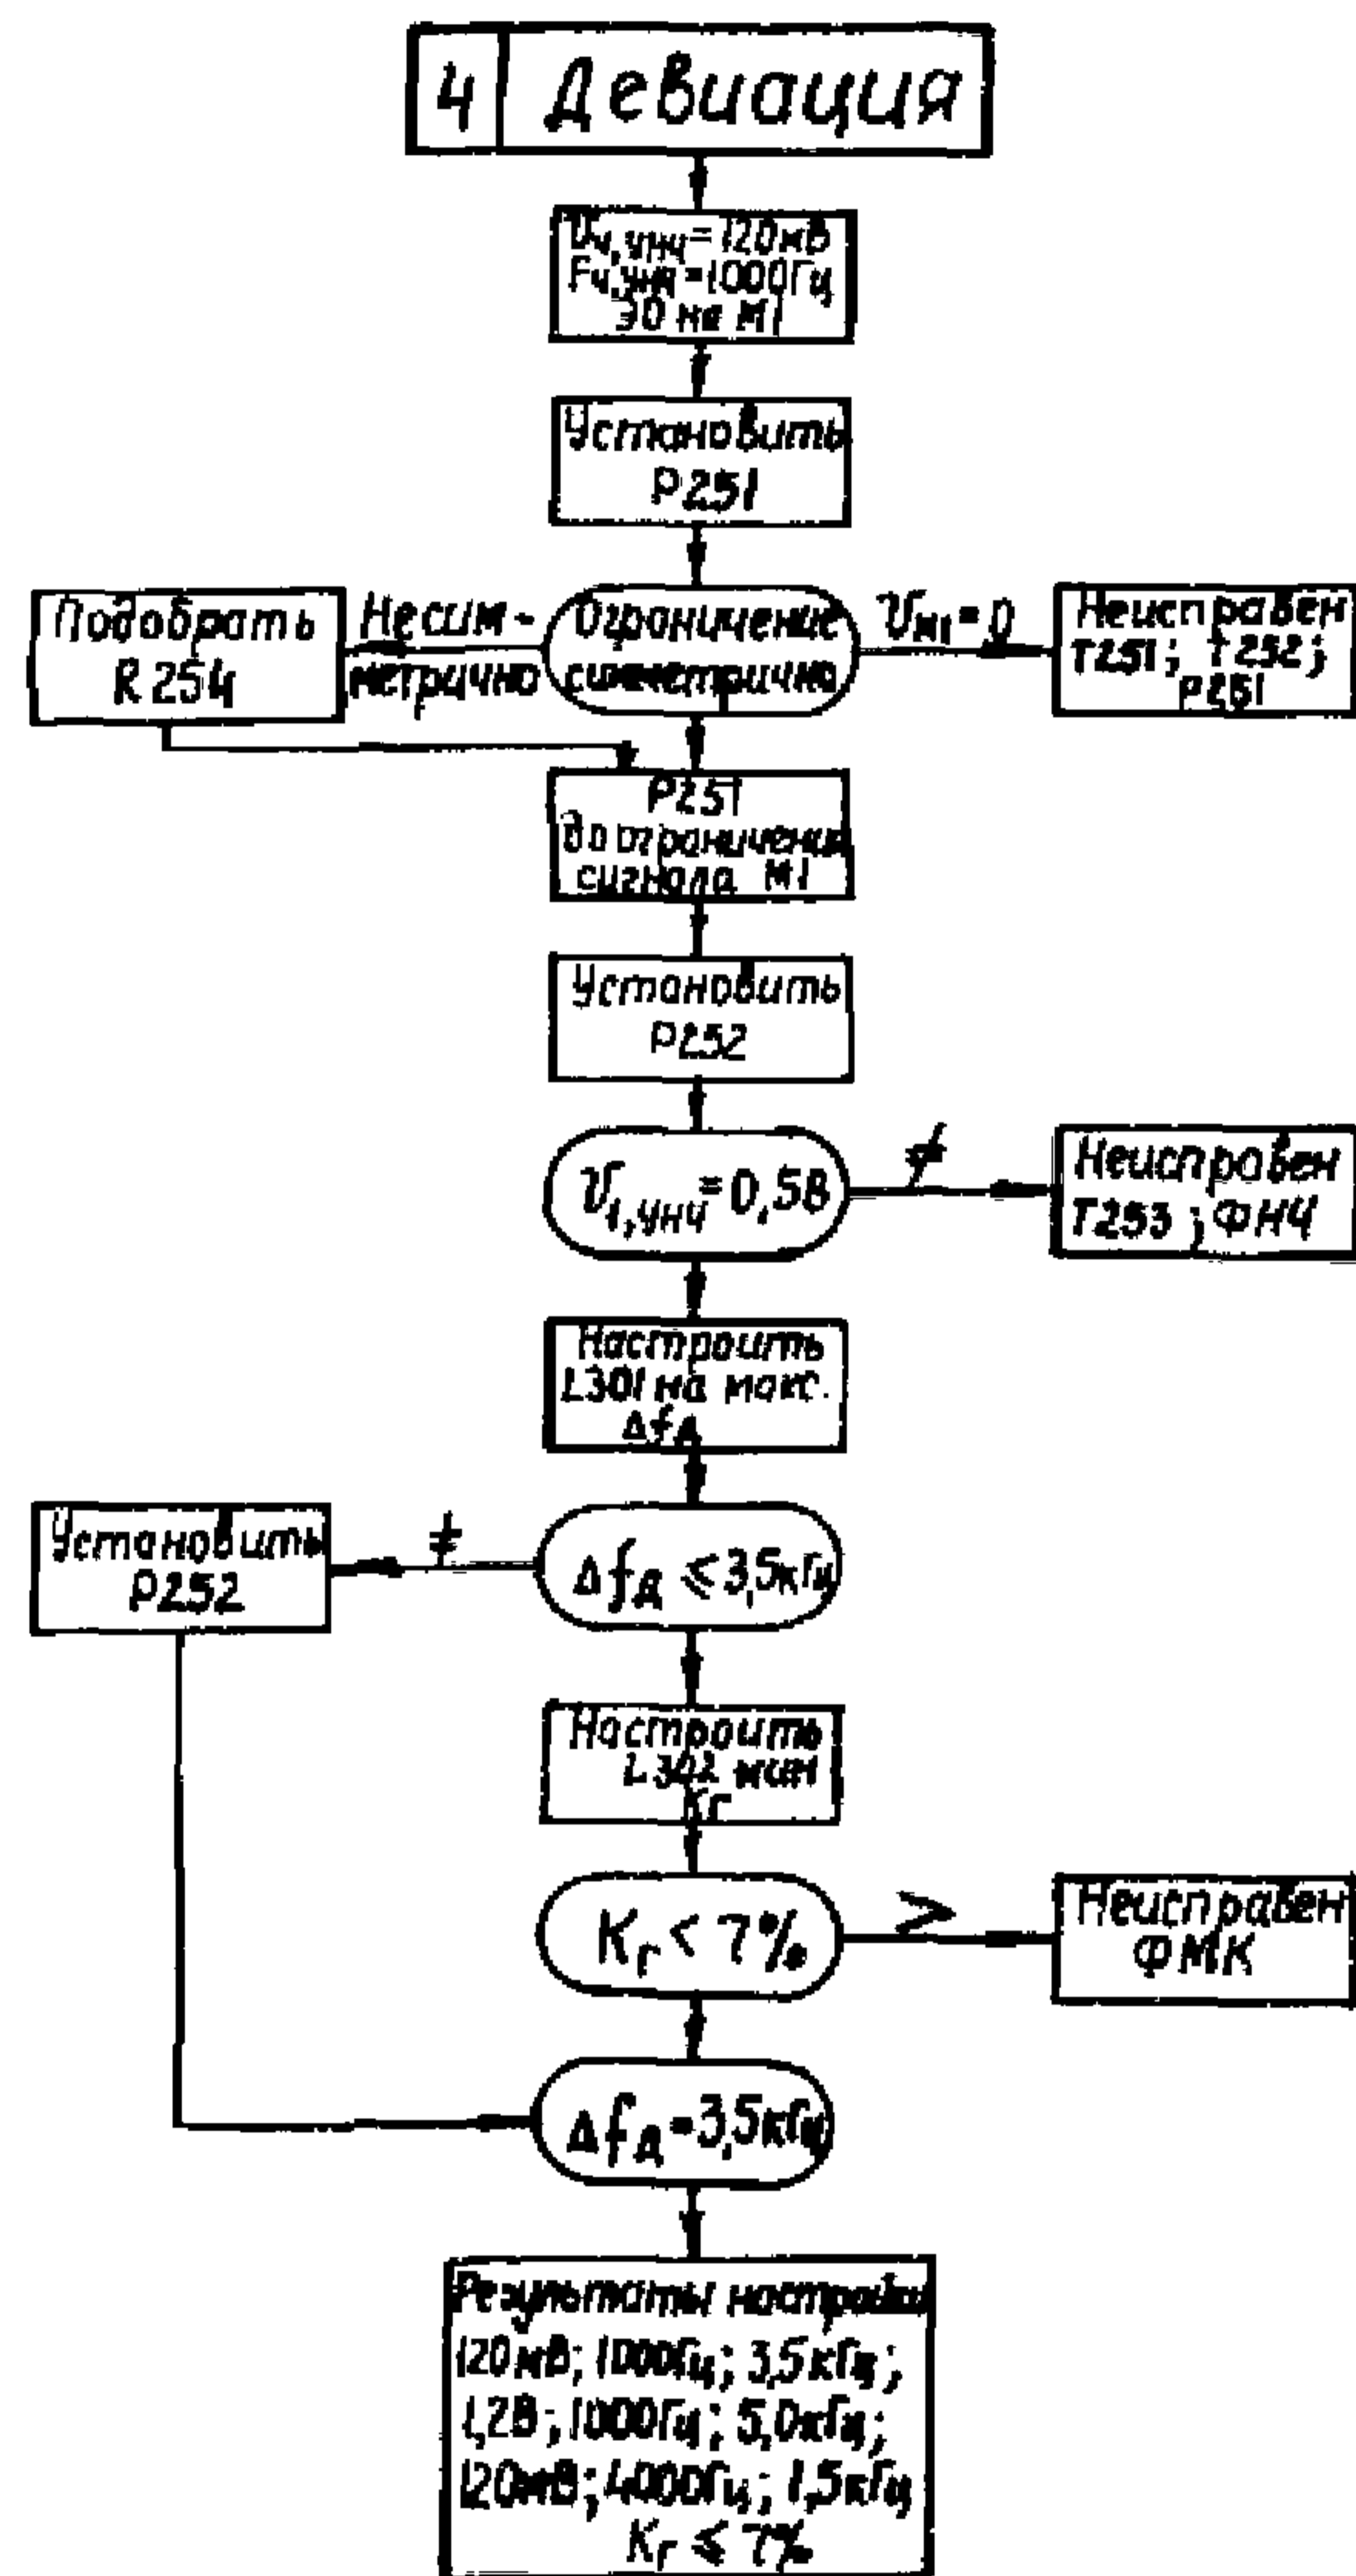 4 Девиация
Uч,унч=120мВ
Fч,унч=1000Гц
ЭО на М1
Установить
Р251
Подобрать
R254
Несим-
метрично
Ограничение
симметрично
Uм1=0
Неисправен
Т251; Т252;
Р251
Р251
до ограничения
сигнала М1
Установить
Р252
U1,унч=0,5В
≠
Неисправен
Т253; ФНЧ
Настроить
L301 на макс.
Δfд
Установить
Р252
≠
Δfд ≤ 3,5кГц
Настроить
L302 мин
Кг
Кг < 7%
>
Неисправен
ФМК
Δfд=3,5кГц
Результаты настройки
120мВ; 1000Гц; 3,5кГц;
1,2В; 1000Гц; 5,0кГц;
120мВ; 4000Гц; 1,5кГц
Кг ≤ 7%